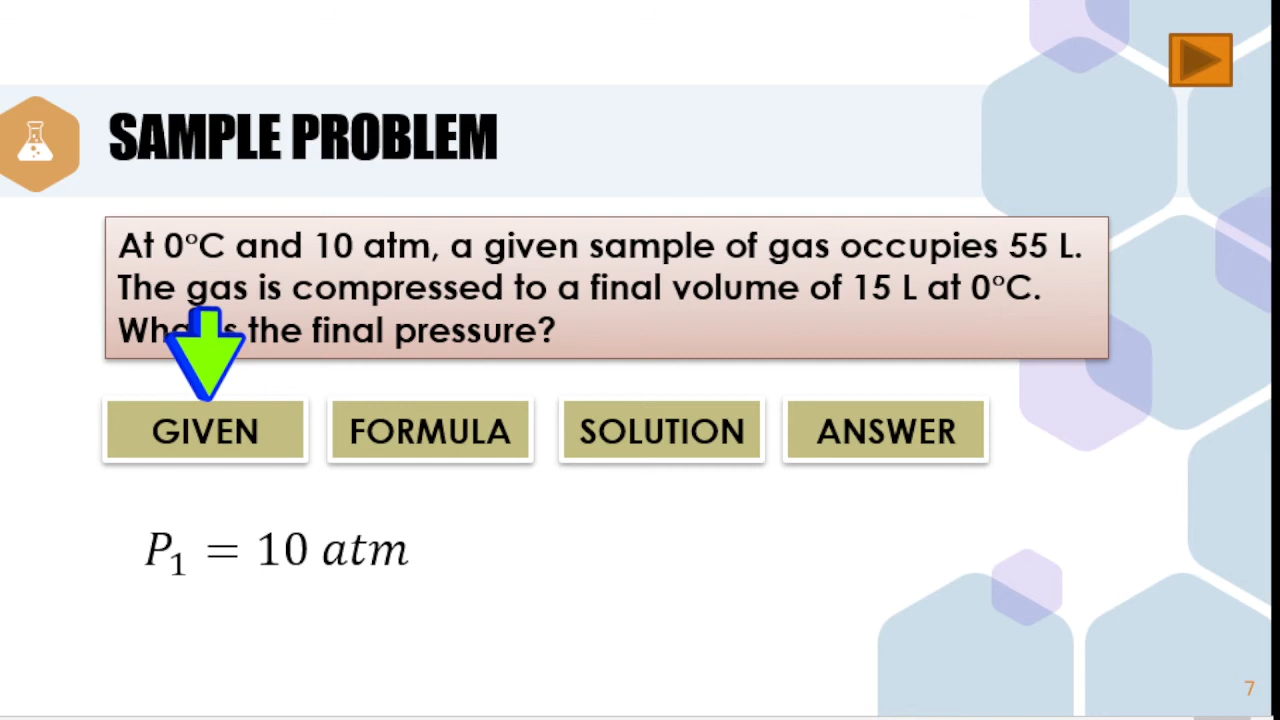 SAMPLE PROBLEM
At 0°C and 10 atm, a given sample of gas occupies 55 L.
The gas is compressed to a final volume of 15 L at 0°C.
the final pressure?
GIVEN FORMULA SOLUTION ANSWER
P₁ = 10 atm
7